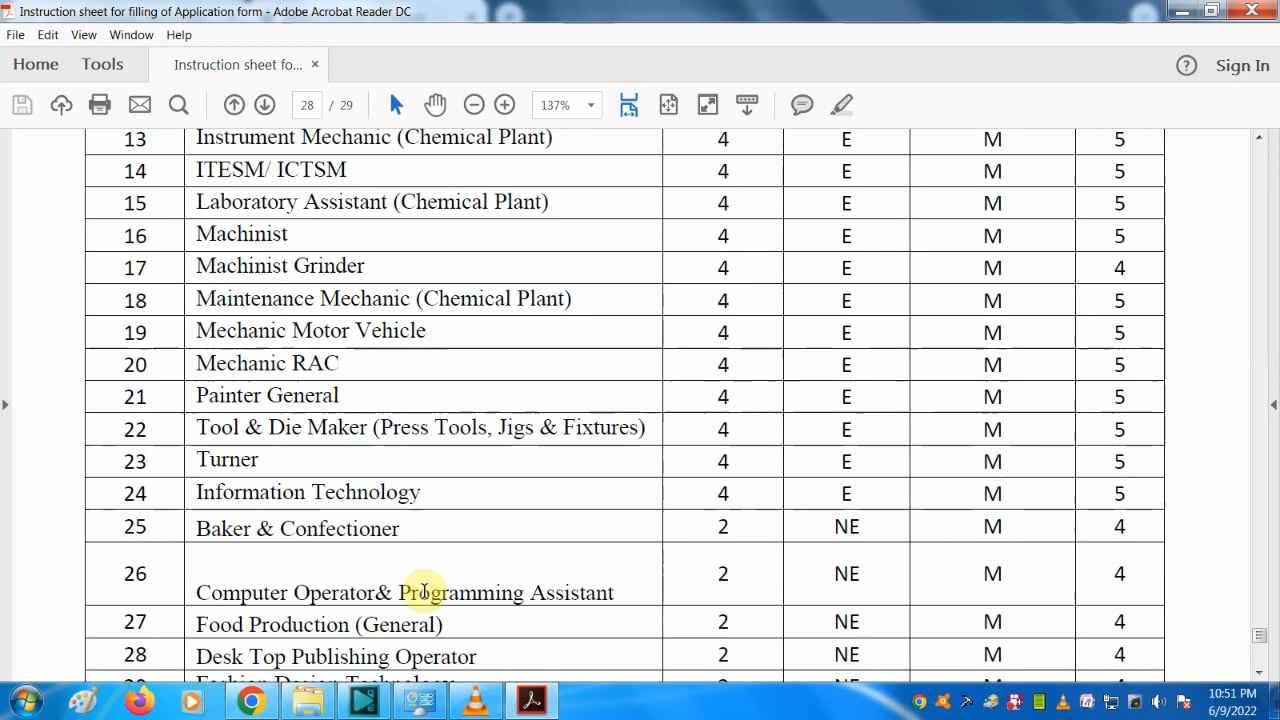 Instruction sheet for filling of Application form - Adobe Acrobat Reader DC
File Edit View Window Help
Home Tools Instruction sheet fo... × Sign In
28 / 29 137%
13 Instrument Mechanic (Chemical Plant) 4 E M 5
14 ITESM/ ICTSM 4 E M 5
15 Laboratory Assistant (Chemical Plant) 4 E M 5
16 Machinist 4 E M 5
17 Machinist Grinder 4 E M 4
18 Maintenance Mechanic (Chemical Plant) 4 E M 5
19 Mechanic Motor Vehicle 4 E M 5
20 Mechanic RAC 4 E M 5
21 Painter General 4 E M 5
22 Tool & Die Maker (Press Tools, Jigs & Fixtures) 4 E M 5
23 Turner 4 E M 5
24 Information Technology 4 E M 5
25 Baker & Confectioner 2 NE M 4
26 Computer Operator& Programming Assistant 2 NE M 4
27 Food Production (General) 2 NE M 4
28 Desk Top Publishing Operator 2 NE M 4
10:51 PM
6/9/2022